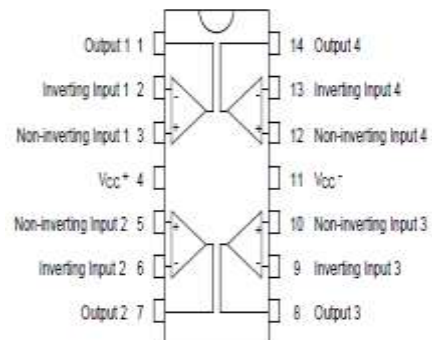 Output 1 1
Inverting Input 1 2
Non-inverting Input 1 3
Vcc+ 4
Non-inverting Input 2 5
Inverting Input 2 6
Output 2 7
14 Output 4
13 Inverting Input 4
12 Non-inverting Input 4
11 Vcc-
10 Non-inverting Input 3
9 Inverting Input 3
8 Output 3
-
+
-
+
+
-
+
-